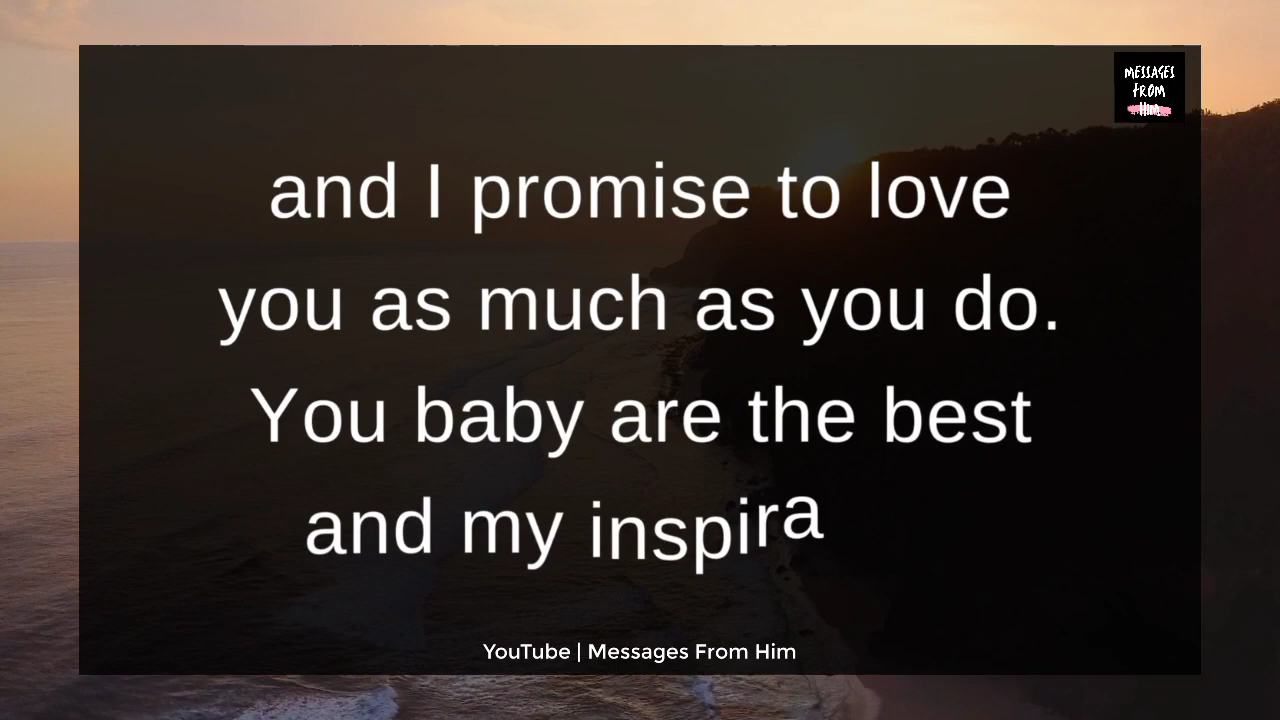 MESSAGES
FROM
HIM
and I promise to love
you as much as you do.
You baby are the best
and my inspira
YouTube | Messages From Him